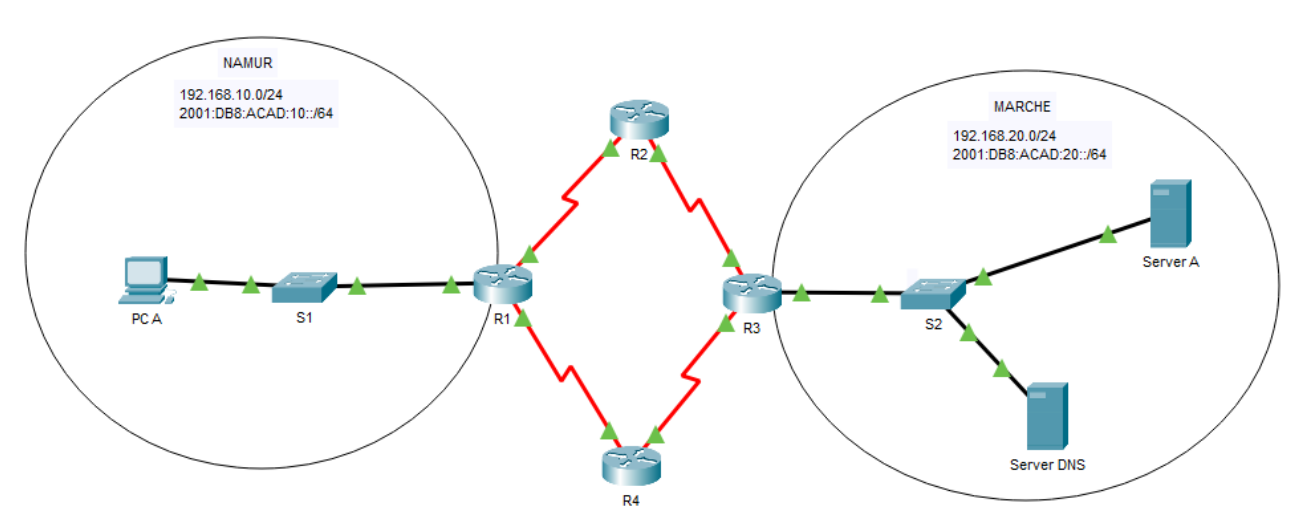 NAMUR
192.168.10.0/24
2001:DB8:ACAD:10::/64
MARCHE
192.168.20.0/24
2001:DB8:ACAD:20::/64
R2
Server A
PC A
S1
R1
R3
S2
Server DNS
R4